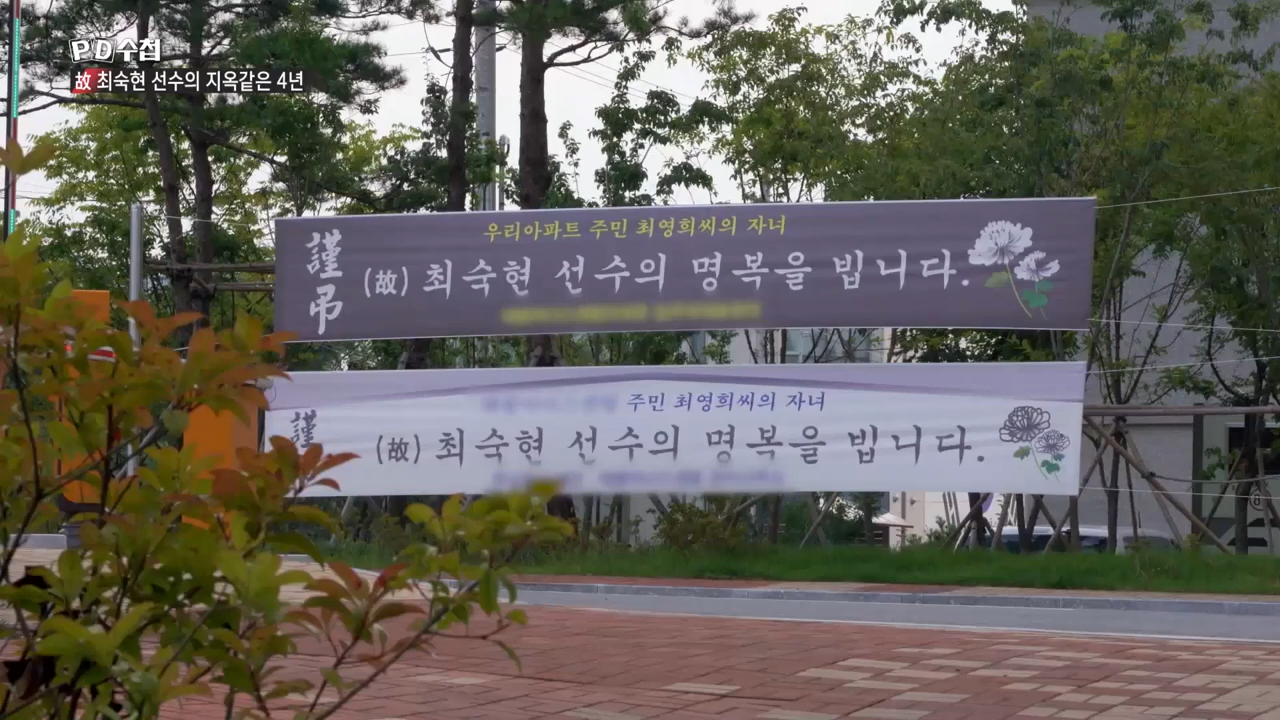 PD수첩
故 최숙현 선수의 지옥같은 4년
우리아파트 주민 최영희씨의 자녀
謹弔
(故) 최숙현 선수의 명복을 빕니다.
주민 최영희씨의 자녀
謹
(故) 최숙현 선수의 명복을 빕니다.